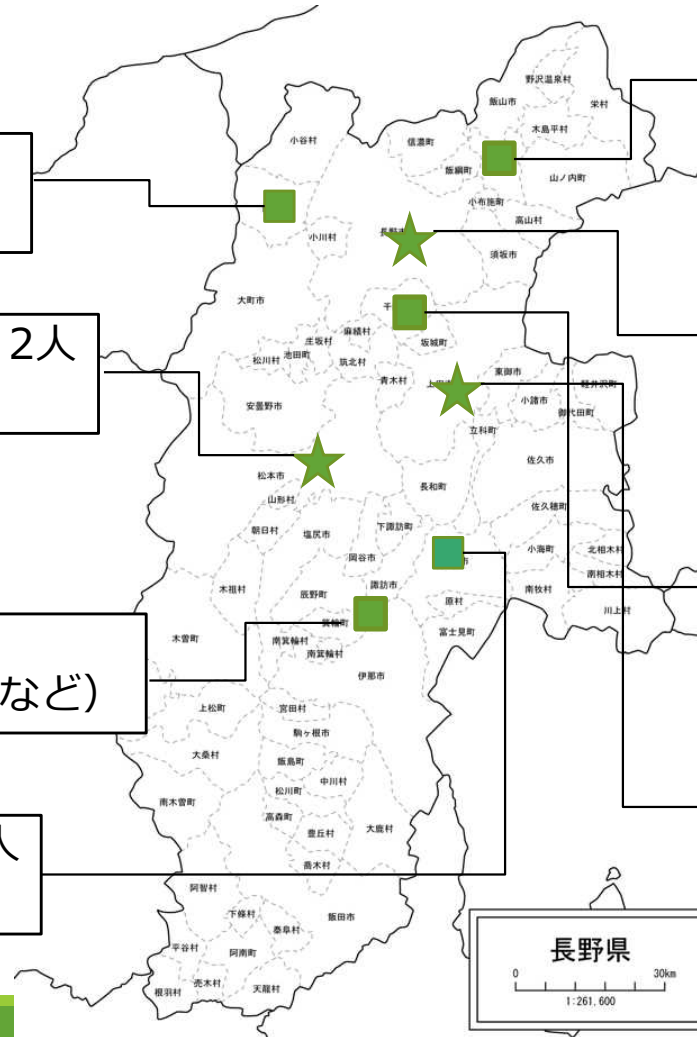 野沢温泉村
飯山市
栄村
木島平村
小谷村
信濃町
飯綱町
山ノ内町
小布施町
高山村
長野市
小川村
須坂市
大町市
千
麻績村
坂城町
生坂村
松川村
池田町
筑北村
青木村
東御市
軽井沢町
2人
上田市
小諸市
御代田町
安曇野市
立科町
佐久市
松本市
長和町
山形村
佐久穂町
朝日村
塩尻市
下諏訪町
岡谷市
小海町
北相木村
市
南相木村
木祖村
諏訪市
南牧村
辰野町
原村
川上村
箕輪町
富士見町
木曽町
南箕輪村
南箕輪村
伊那市
など)
上松町
宮田村
駒ヶ根市
大桑村
飯島町
中川村
松川町
南木曽町
高森町
大鹿村
豊丘村
人
喬木村
阿智村
下條村
飯田市
泰阜村
平谷村
阿南町
売木村
天龍村
根羽村
長野県
0
30km
1:261,600